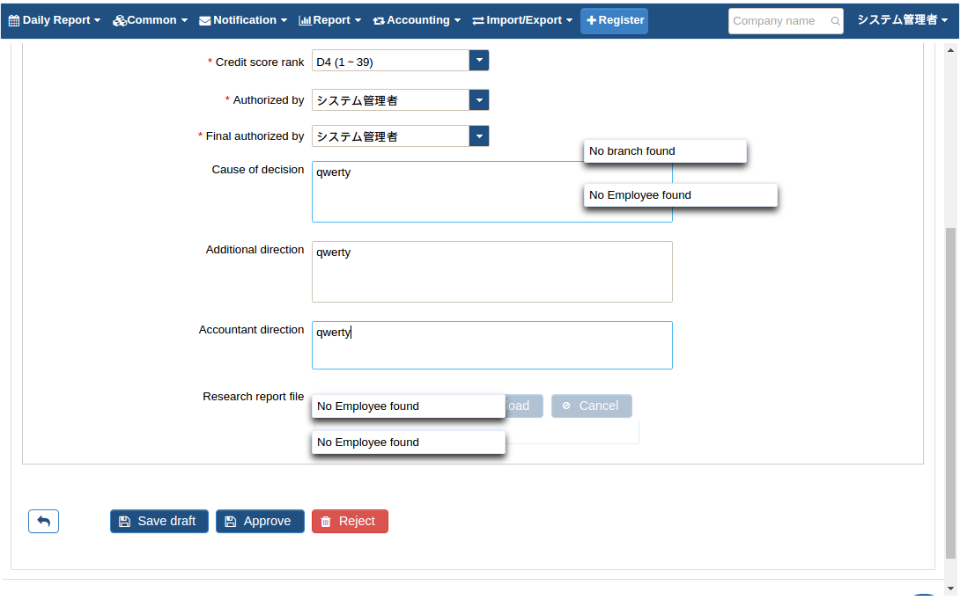 Daily Report Common Notification Report Accounting Import/Export Register Company name システム管理者
* Credit score rank D4 (1 ~ 39)
* Authorized by システム管理者
* Final authorized by システム管理者
No branch found
Cause of decision qwerty
No Employee found
Additional direction qwerty
Accountant direction qwerty
Research report file No Employee found oad Cancel
No Employee found
Save draft Approve Reject